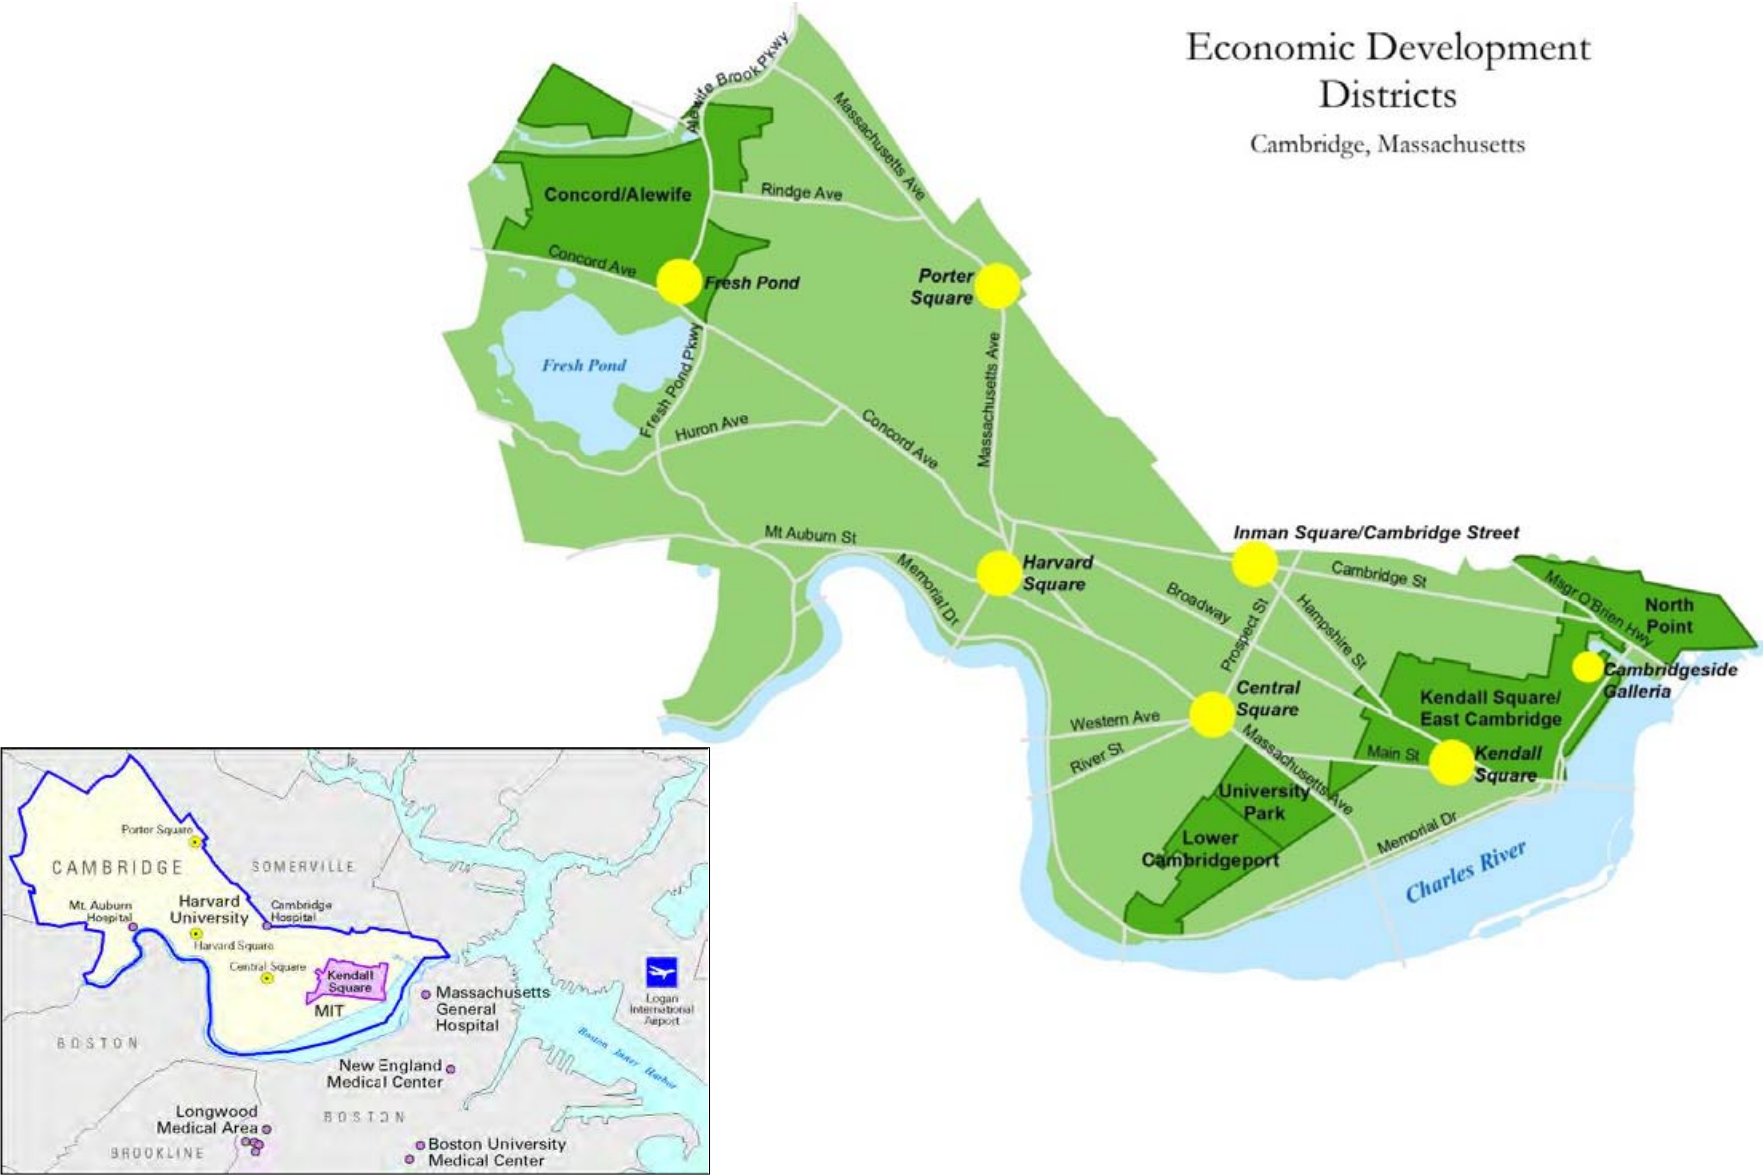 Economic Development
Districts
Cambridge, Massachusetts
Alewife Brook Pkwy
Massachusetts Ave
Concord/Alewife
Rindge Ave
Concord Ave
Fresh Pond
Porter
Square
Fresh Pond
Fresh Pond Pkwy
Massachusetts Ave
Huron Ave
Concord Ave
Mt Auburn St
Memorial Dr
Harvard
Square
Inman Square/Cambridge Street
Cambridge St
Broadway
Prospect St
Hampshire St
Msgr O'Brien Hwy
North
Point
Cambridgeside
Galleria
Kendall Square/
East Cambridge
Central
Square
Western Ave
River St
Massachusetts Ave
Main St
Kendall
Square
University
Park
Lower
Cambridgeport
Memorial Dr
Charles River
Porter Square
CAMBRIDGE
SOMERVILLE
Mt. Auburn
Hospital
Harvard
University
Cambridge
Hospital
Harvard Square
Central Square
Kendall
Square
MIT
Massachusetts
General
Hospital
Logan
International
Airport
BOSTON
Boston Inner Harbor
New England
Medical Center
Longwood
Medical Area
BOSTON
BROOKLINE
Boston University
Medical Center